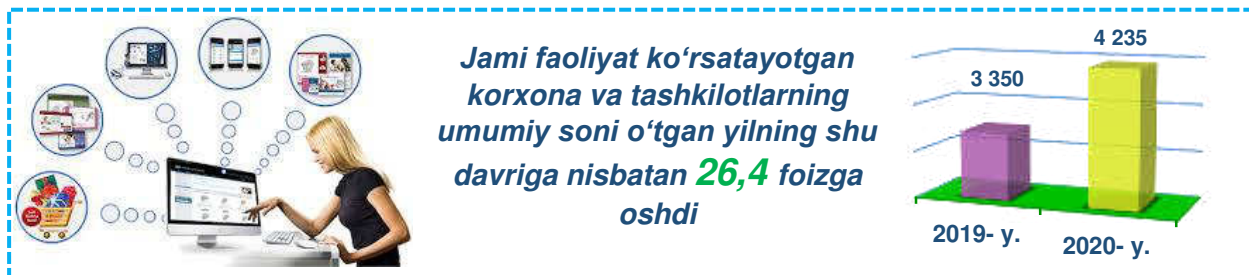 Jami faoliyat ko‘rsatayotgan
korxona va tashkilotlarning
umumiy soni o‘tgan yilning shu
davriga nisbatan 26,4 foizga
oshdi
4 235
3 350
2019- y.
2020- y.